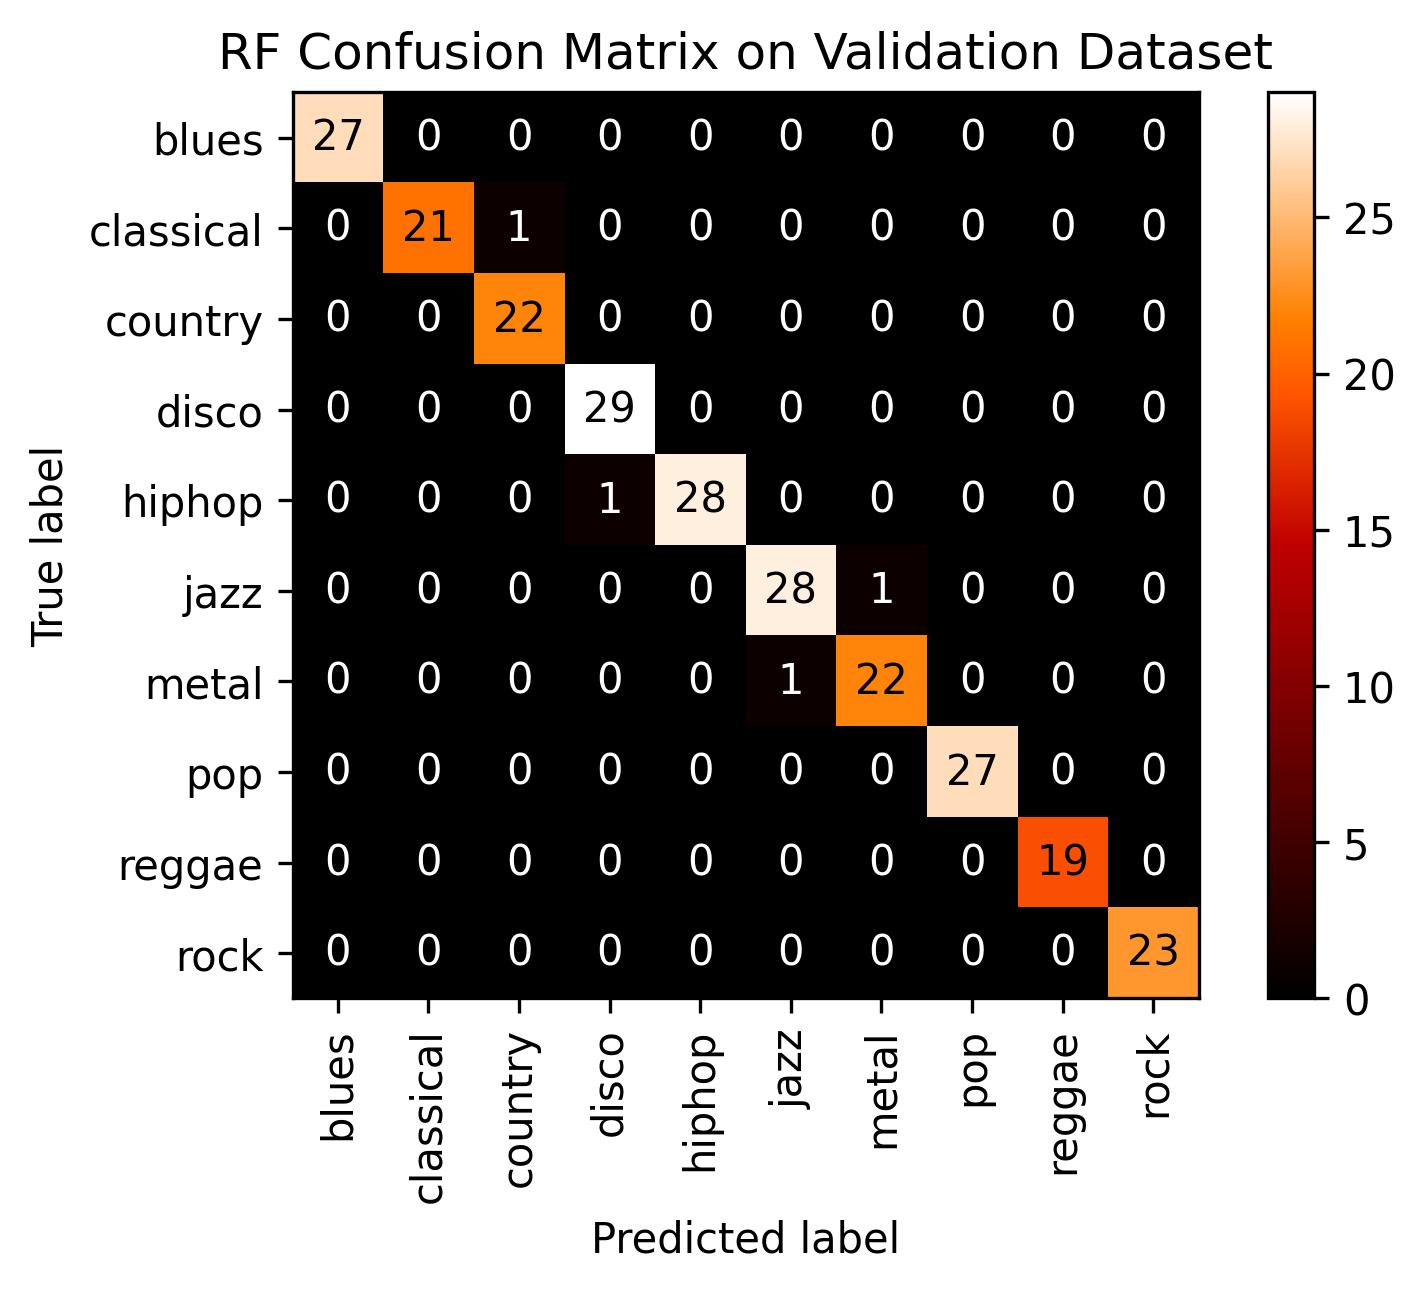 RF Confusion Matrix on Validation Dataset
blues 27 0 0 0 0 0 0 0 0 0
classical 0 21 1 0 0 0 0 0 0 0
country 0 0 22 0 0 0 0 0 0 0
disco 0 0 0 29 0 0 0 0 0 0
hiphop 0 0 0 1 28 0 0 0 0 0
jazz 0 0 0 0 0 28 1 0 0 0
metal 0 0 0 0 0 1 22 0 0 0
pop 0 0 0 0 0 0 0 27 0 0
reggae 0 0 0 0 0 0 0 0 19 0
rock 0 0 0 0 0 0 0 0 0 23
True label
blues classical country disco hiphop jazz metal pop reggae rock
Predicted label
25
20
15
10
5
0